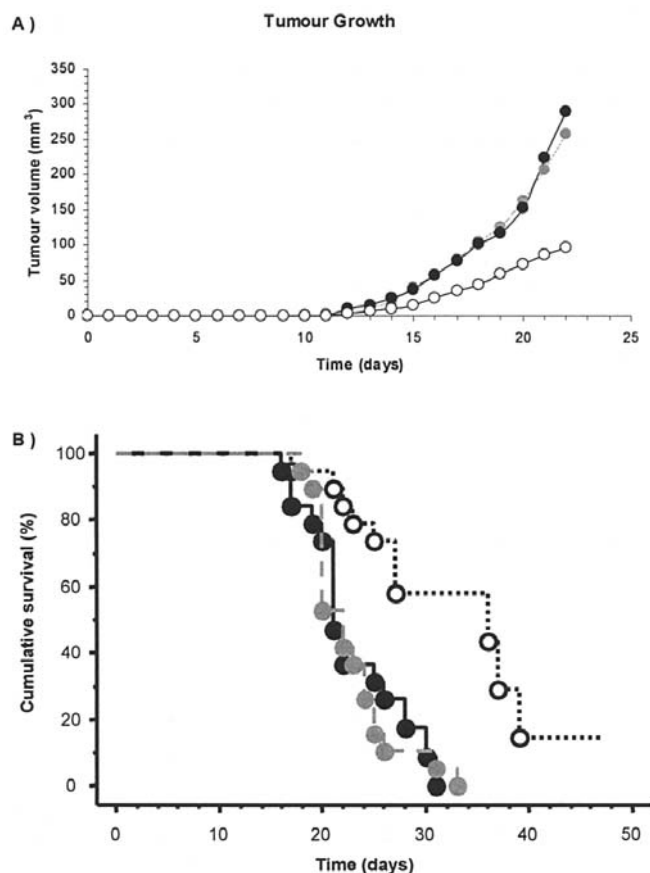 A )
Tumour Growth
Tumour volume (mm³)
350
300
250
200
150
100
50
0
0 5 10 15 20 25
Time (days)
B )
Cumulative survival (%)
100
80
60
40
20
0
0 20 30 40 50
Time (days)